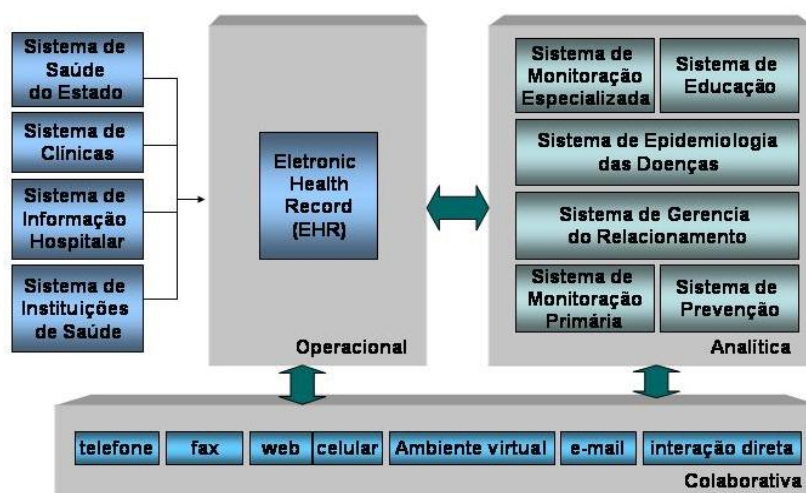 Sistema de
Saúde
do Estado
Sistema de
Clínicas
Sistema de
Informação
Hospitalar
Sistema de
Instituições
de Saúde
Eletronic
Health
Record
(EHR)
Operacional
Sistema de
Monitoração
Especializada
Sistema de
Educação
Sistema de Epidemiologia
das Doenças
Sistema de Gerencia
do Relacionamento
Sistema de
Monitoração
Primária
Sistema de
Prevenção
Analítica
telefone
fax
web
celular
Ambiente virtual
e-mail
interação direta
Colaborativa